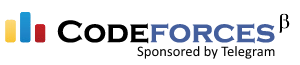 CODEFORCES β
Sponsored by Telegram